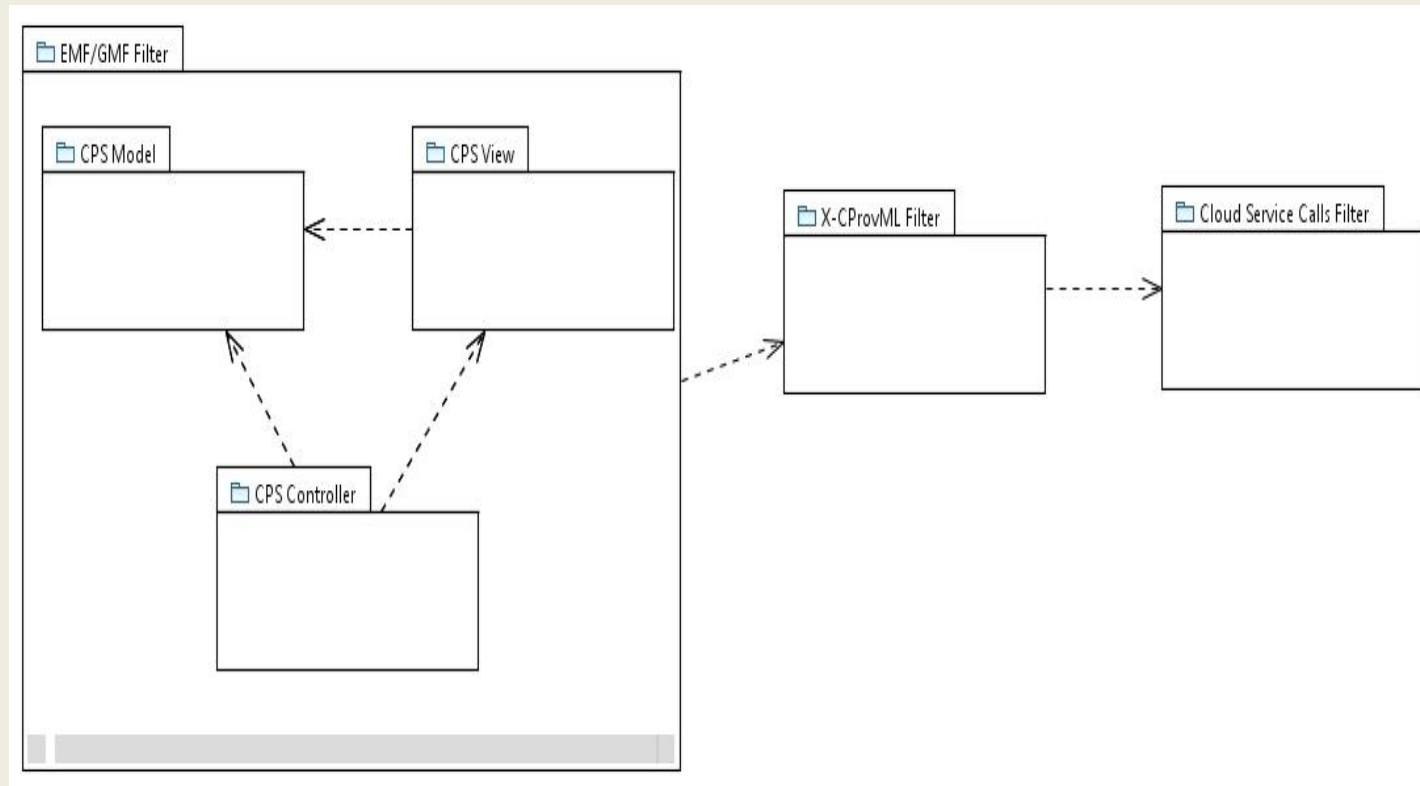 EMF/GMF Filter
CPS Model
CPS View
X-CProvML Filter
Cloud Service Calls Filter
CPS Controller